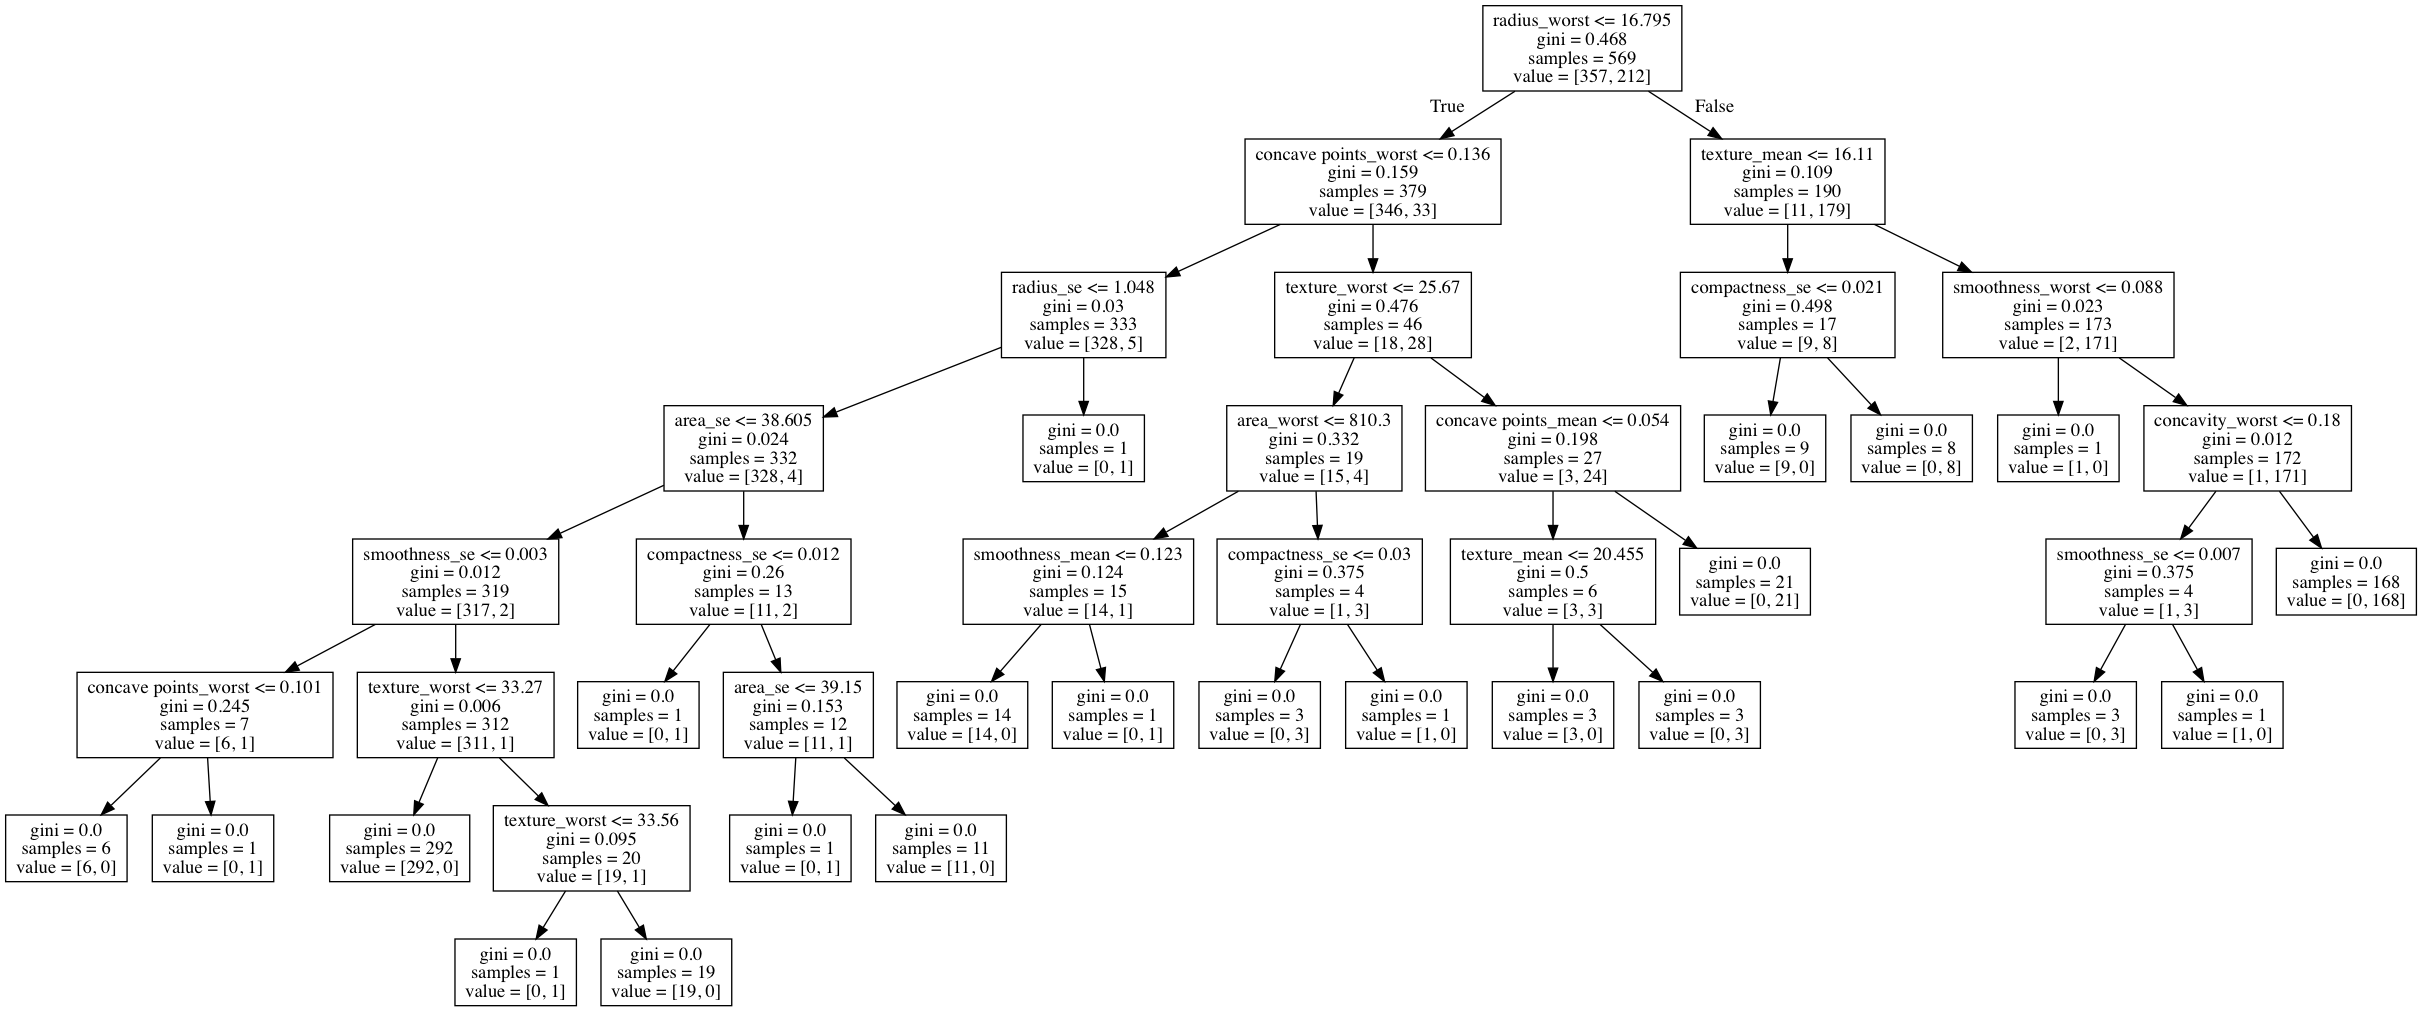 radius_worst <= 16.795
gini = 0.468
samples = 569
value = [357, 212]
True
False
concave points_worst <= 0.136
gini = 0.159
samples = 379
value = [346, 33]
texture_mean <= 16.11
gini = 0.109
samples = 190
value = [11, 179]
radius_se <= 1.048
gini = 0.03
samples = 333
value = [328, 5]
texture_worst <= 25.67
gini = 0.476
samples = 46
value = [18, 28]
compactness_se <= 0.021
gini = 0.498
samples = 17
value = [9, 8]
smoothness_worst <= 0.088
gini = 0.023
samples = 173
value = [2, 171]
area_se <= 38.605
gini = 0.024
samples = 332
value = [328, 4]
gini = 0.0
samples = 1
value = [0, 1]
area_worst <= 810.3
gini = 0.332
samples = 19
value = [15, 4]
concave points_mean <= 0.054
gini = 0.198
samples = 27
value = [3, 24]
gini = 0.0
samples = 9
value = [9, 0]
gini = 0.0
samples = 8
value = [0, 8]
gini = 0.0
samples = 1
value = [1, 0]
concavity_worst <= 0.18
gini = 0.012
samples = 172
value = [1, 171]
smoothness_se <= 0.003
gini = 0.012
samples = 319
value = [317, 2]
compactness_se <= 0.012
gini = 0.26
samples = 13
value = [11, 2]
smoothness_mean <= 0.123
gini = 0.124
samples = 15
value = [14, 1]
compactness_se <= 0.03
gini = 0.375
samples = 4
value = [1, 3]
texture_mean <= 20.455
gini = 0.5
samples = 6
value = [3, 3]
gini = 0.0
samples = 21
value = [0, 21]
smoothness_se <= 0.007
gini = 0.375
samples = 4
value = [1, 3]
gini = 0.0
samples = 168
value = [0, 168]
concave points_worst <= 0.101
gini = 0.245
samples = 7
value = [6, 1]
texture_worst <= 33.27
gini = 0.006
samples = 312
value = [311, 1]
gini = 0.0
samples = 1
value = [0, 1]
area_se <= 39.15
gini = 0.153
samples = 12
value = [11, 1]
gini = 0.0
samples = 14
value = [14, 0]
gini = 0.0
samples = 1
value = [0, 1]
gini = 0.0
samples = 3
value = [0, 3]
gini = 0.0
samples = 1
value = [1, 0]
gini = 0.0
samples = 3
value = [3, 0]
gini = 0.0
samples = 3
value = [0, 3]
gini = 0.0
samples = 3
value = [0, 3]
gini = 0.0
samples = 1
value = [1, 0]
gini = 0.0
samples = 6
value = [6, 0]
gini = 0.0
samples = 1
value = [0, 1]
gini = 0.0
samples = 292
value = [292, 0]
texture_worst <= 33.56
gini = 0.095
samples = 20
value = [19, 1]
gini = 0.0
samples = 1
value = [0, 1]
gini = 0.0
samples = 11
value = [11, 0]
gini = 0.0
samples = 1
value = [0, 1]
gini = 0.0
samples = 19
value = [19, 0]